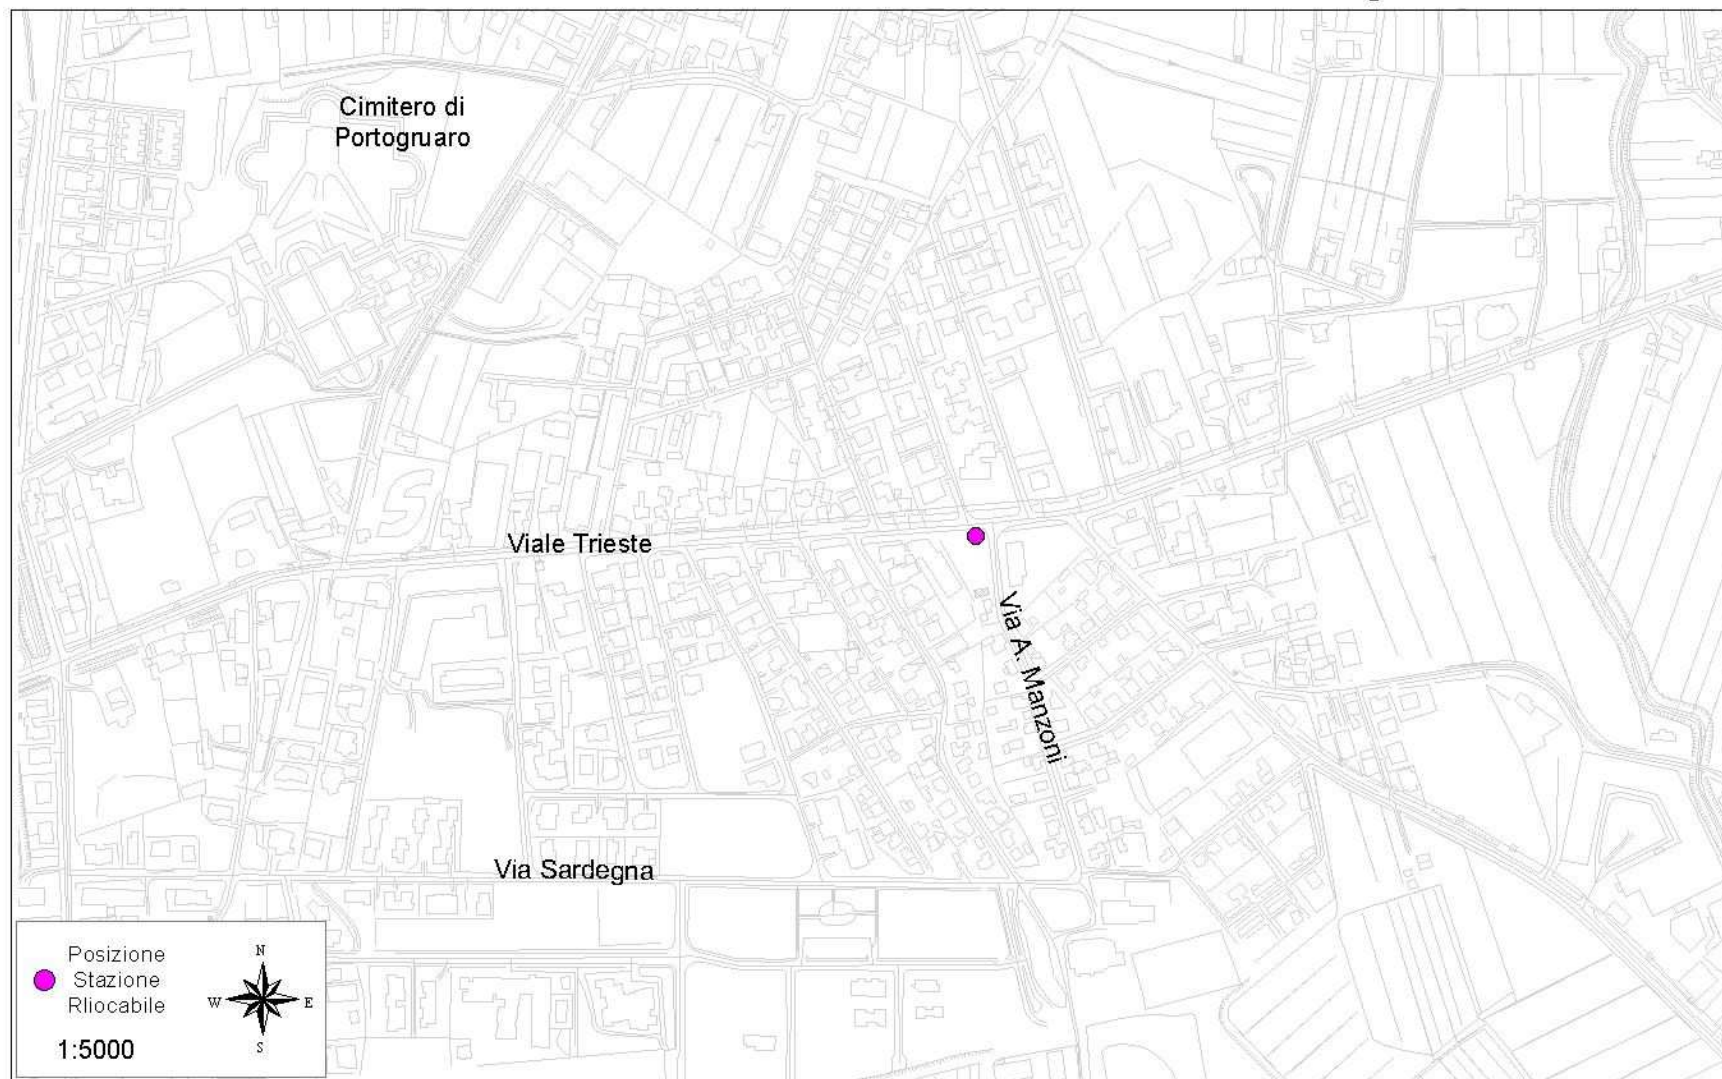 Cimitero di
Portogruaro
Viale Trieste
Via A. Manzoni
Via Sardegna
Posizione
Stazione
Rliocabile
N
W
E
S
1:5000